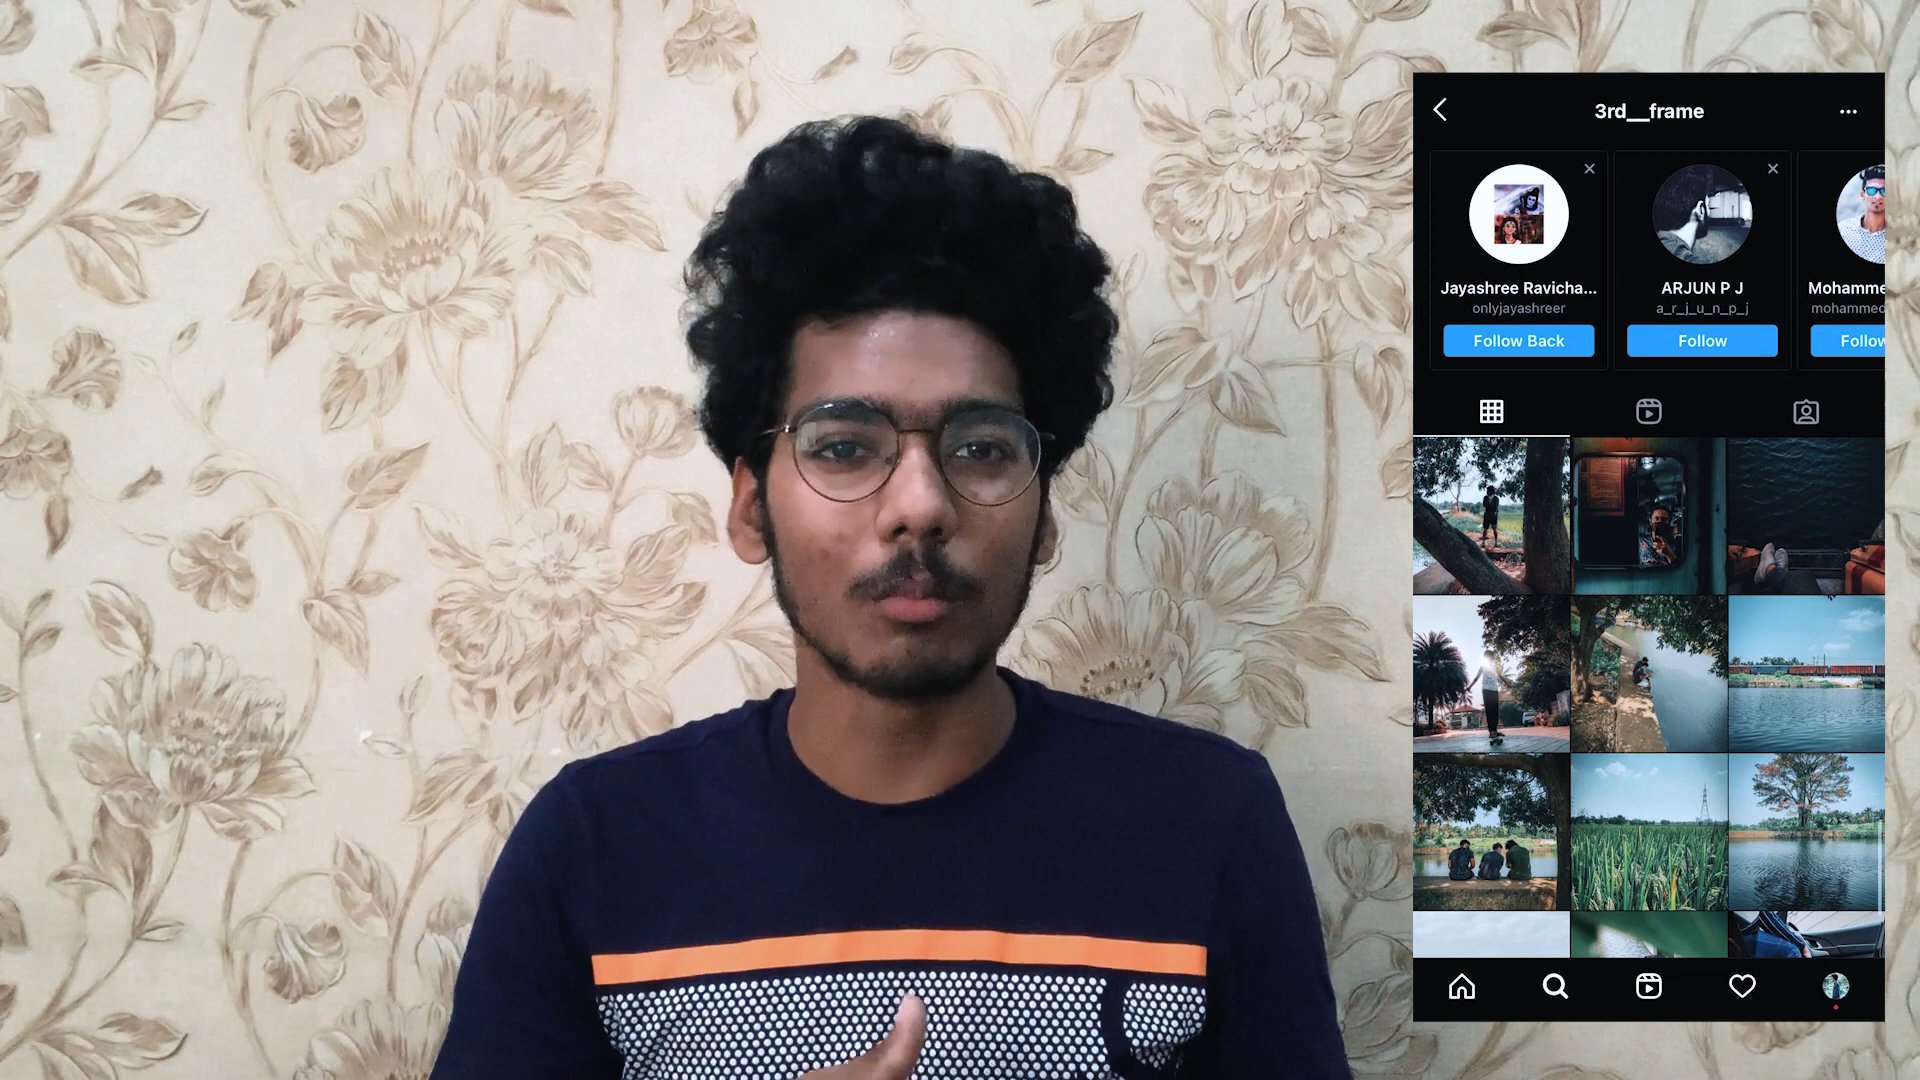 3rd__frame
Jayashree Ravicha...
onlyjayashreer
Follow Back
ARJUN P J
a_r_j_u_n_p_j
Follow
Mohamme
mohammed
Follow